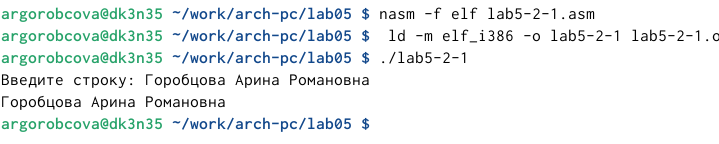 argorobcova@dk3n35 ~/work/arch-pc/lab05 $ nasm -f elf lab5-2-1.asm
argorobcova@dk3n35 ~/work/arch-pc/lab05 $  ld -m elf_i386 -o lab5-2-1 lab5-2-1.o
argorobcova@dk3n35 ~/work/arch-pc/lab05 $ ./lab5-2-1
Введите строку: Горобцова Арина Романовна
Горобцова Арина Романовна
argorobcova@dk3n35 ~/work/arch-pc/lab05 $